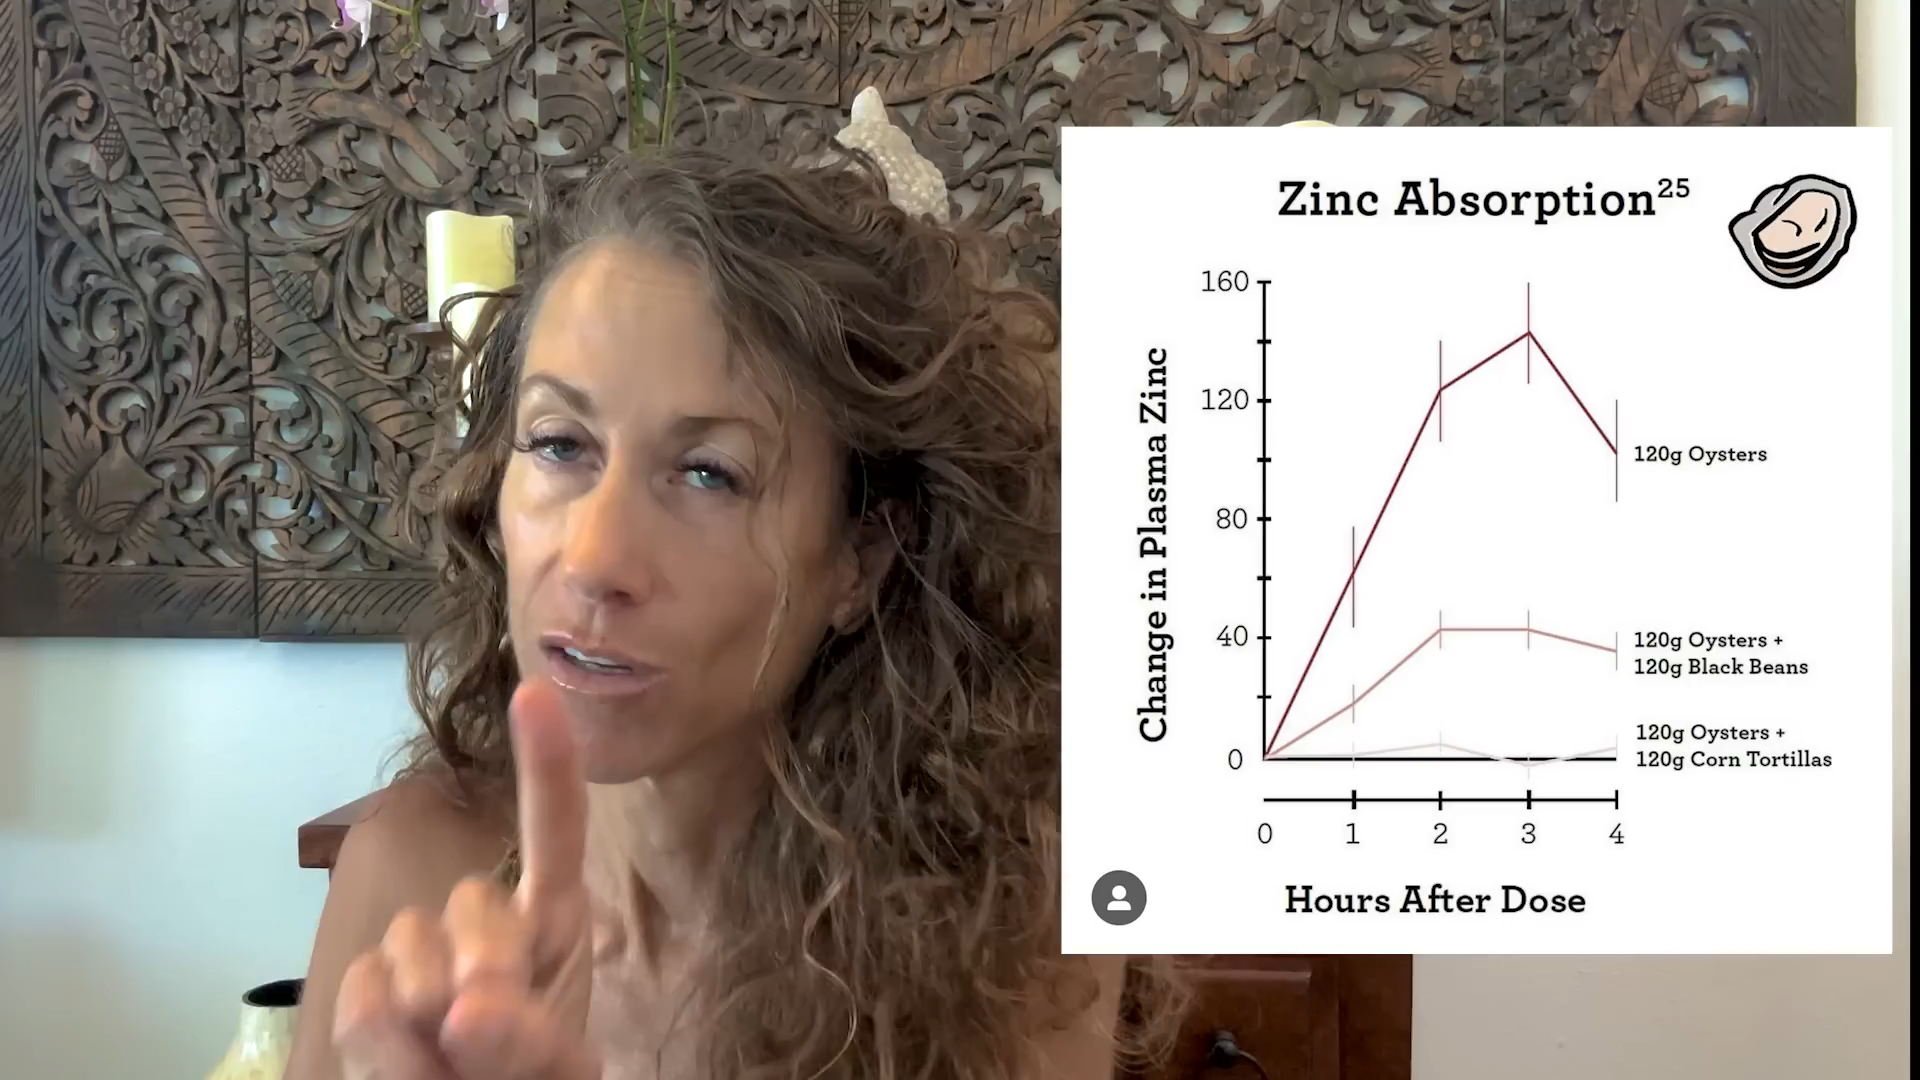 Zinc Absorption25
160
120
80
40
0
Change in Plasma Zinc
120g Oysters
120g Oysters +
120g Black Beans
120g Oysters +
120g Corn Tortillas
0 1 2 3 4
Hours After Dose